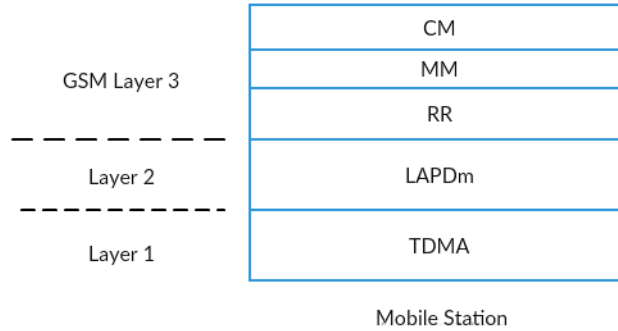 CM
MM
GSM Layer 3
RR
Layer 2
LAPDm
Layer 1
TDMA
Mobile Station